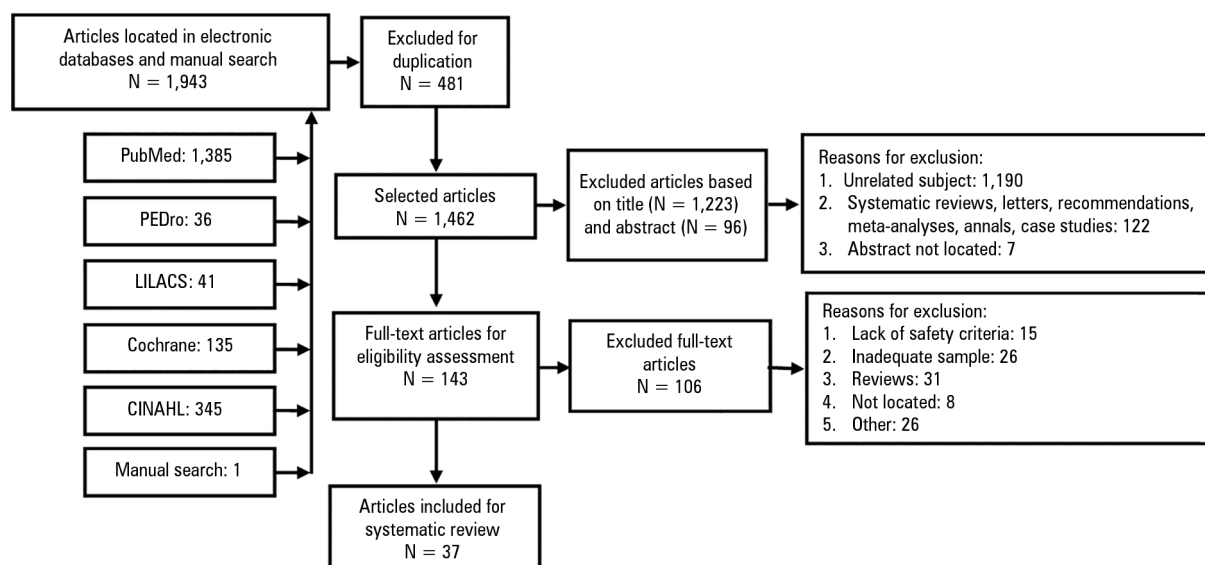 Articles located in electronic
databases and manual search
N = 1,943
Excluded for
duplication
N = 481
PubMed: 1,385
PEDro: 36
LILACS: 41
Cochrane: 135
CINAHL: 345
Manual search: 1
Selected articles
N = 1,462
Excluded articles based
on title (N = 1,223)
and abstract (N = 96)
Reasons for exclusion:
1. Unrelated subject: 1,190
2. Systematic reviews, letters, recommendations,
meta-analyses, annals, case studies: 122
3. Abstract not located: 7
Full-text articles for
eligibility assessment
N = 143
Excluded full-text
articles
N = 106
Reasons for exclusion:
1. Lack of safety criteria: 15
2. Inadequate sample: 26
3. Reviews: 31
4. Not located: 8
5. Other: 26
Articles included for
systematic review
N = 37